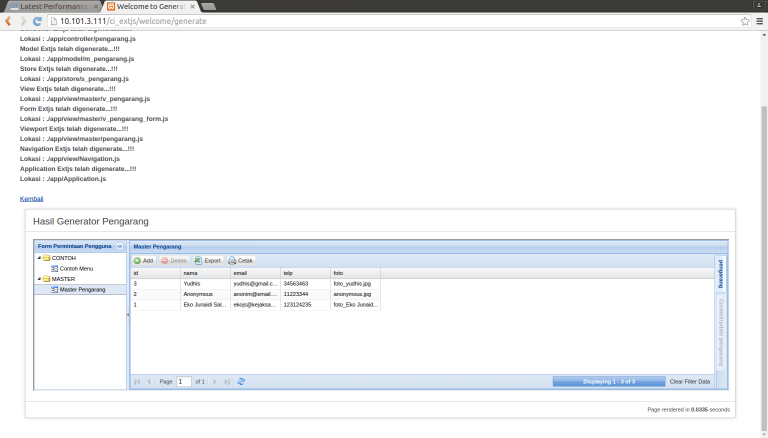 Latest Performance
Welcome to Genera
10.101.3.111/ci_extjs/welcome/generate
Lokasi : ./app/controller/pengarang.js
Model Extjs telah digenerate...!!!
Lokasi : ./app/model/m_pengarang.js
Store Extjs telah digenerate...!!!
Lokasi : ./app/store/s_pengarang.js
View Extjs telah digenerate...!!!
Lokasi : ./app/view/master/v_pengarang.js
Form Extjs telah digenerate...!!!
Lokasi : ./app/view/master/v_pengarang_form.js
Viewport Extjs telah digenerate...!!!
Lokasi : ./app/view/master/pengarang.js
Navigation Extjs telah digenerate...!!!
Lokasi : ./app/view/Navigation.js
Application Extjs telah digenerate...!!!
Lokasi : ./app/Application.js
Kembali
Hasil Generator Pengarang
Form Permintaan Pengguna
CONTOH
Contoh Menu
MASTER
Master Pengarang
Master Pengarang
Add Delete Export Cetak
id nama email telp foto
3 Yudhis yudhis@gmail.c... 34563463 foto_yudhis.jpg
2 Anonymous anonim@email.... 11223344 anonymous.jpg
1 Eko Junaidi Sal... ekojs@kejaksa... 123124235 foto_Eko Junaid...
pengarang
Create/Update pengarang
Page 1 of 1
Displaying 1 - 3 of 3
Clear Filter Data
Page rendered in 0.0335 seconds